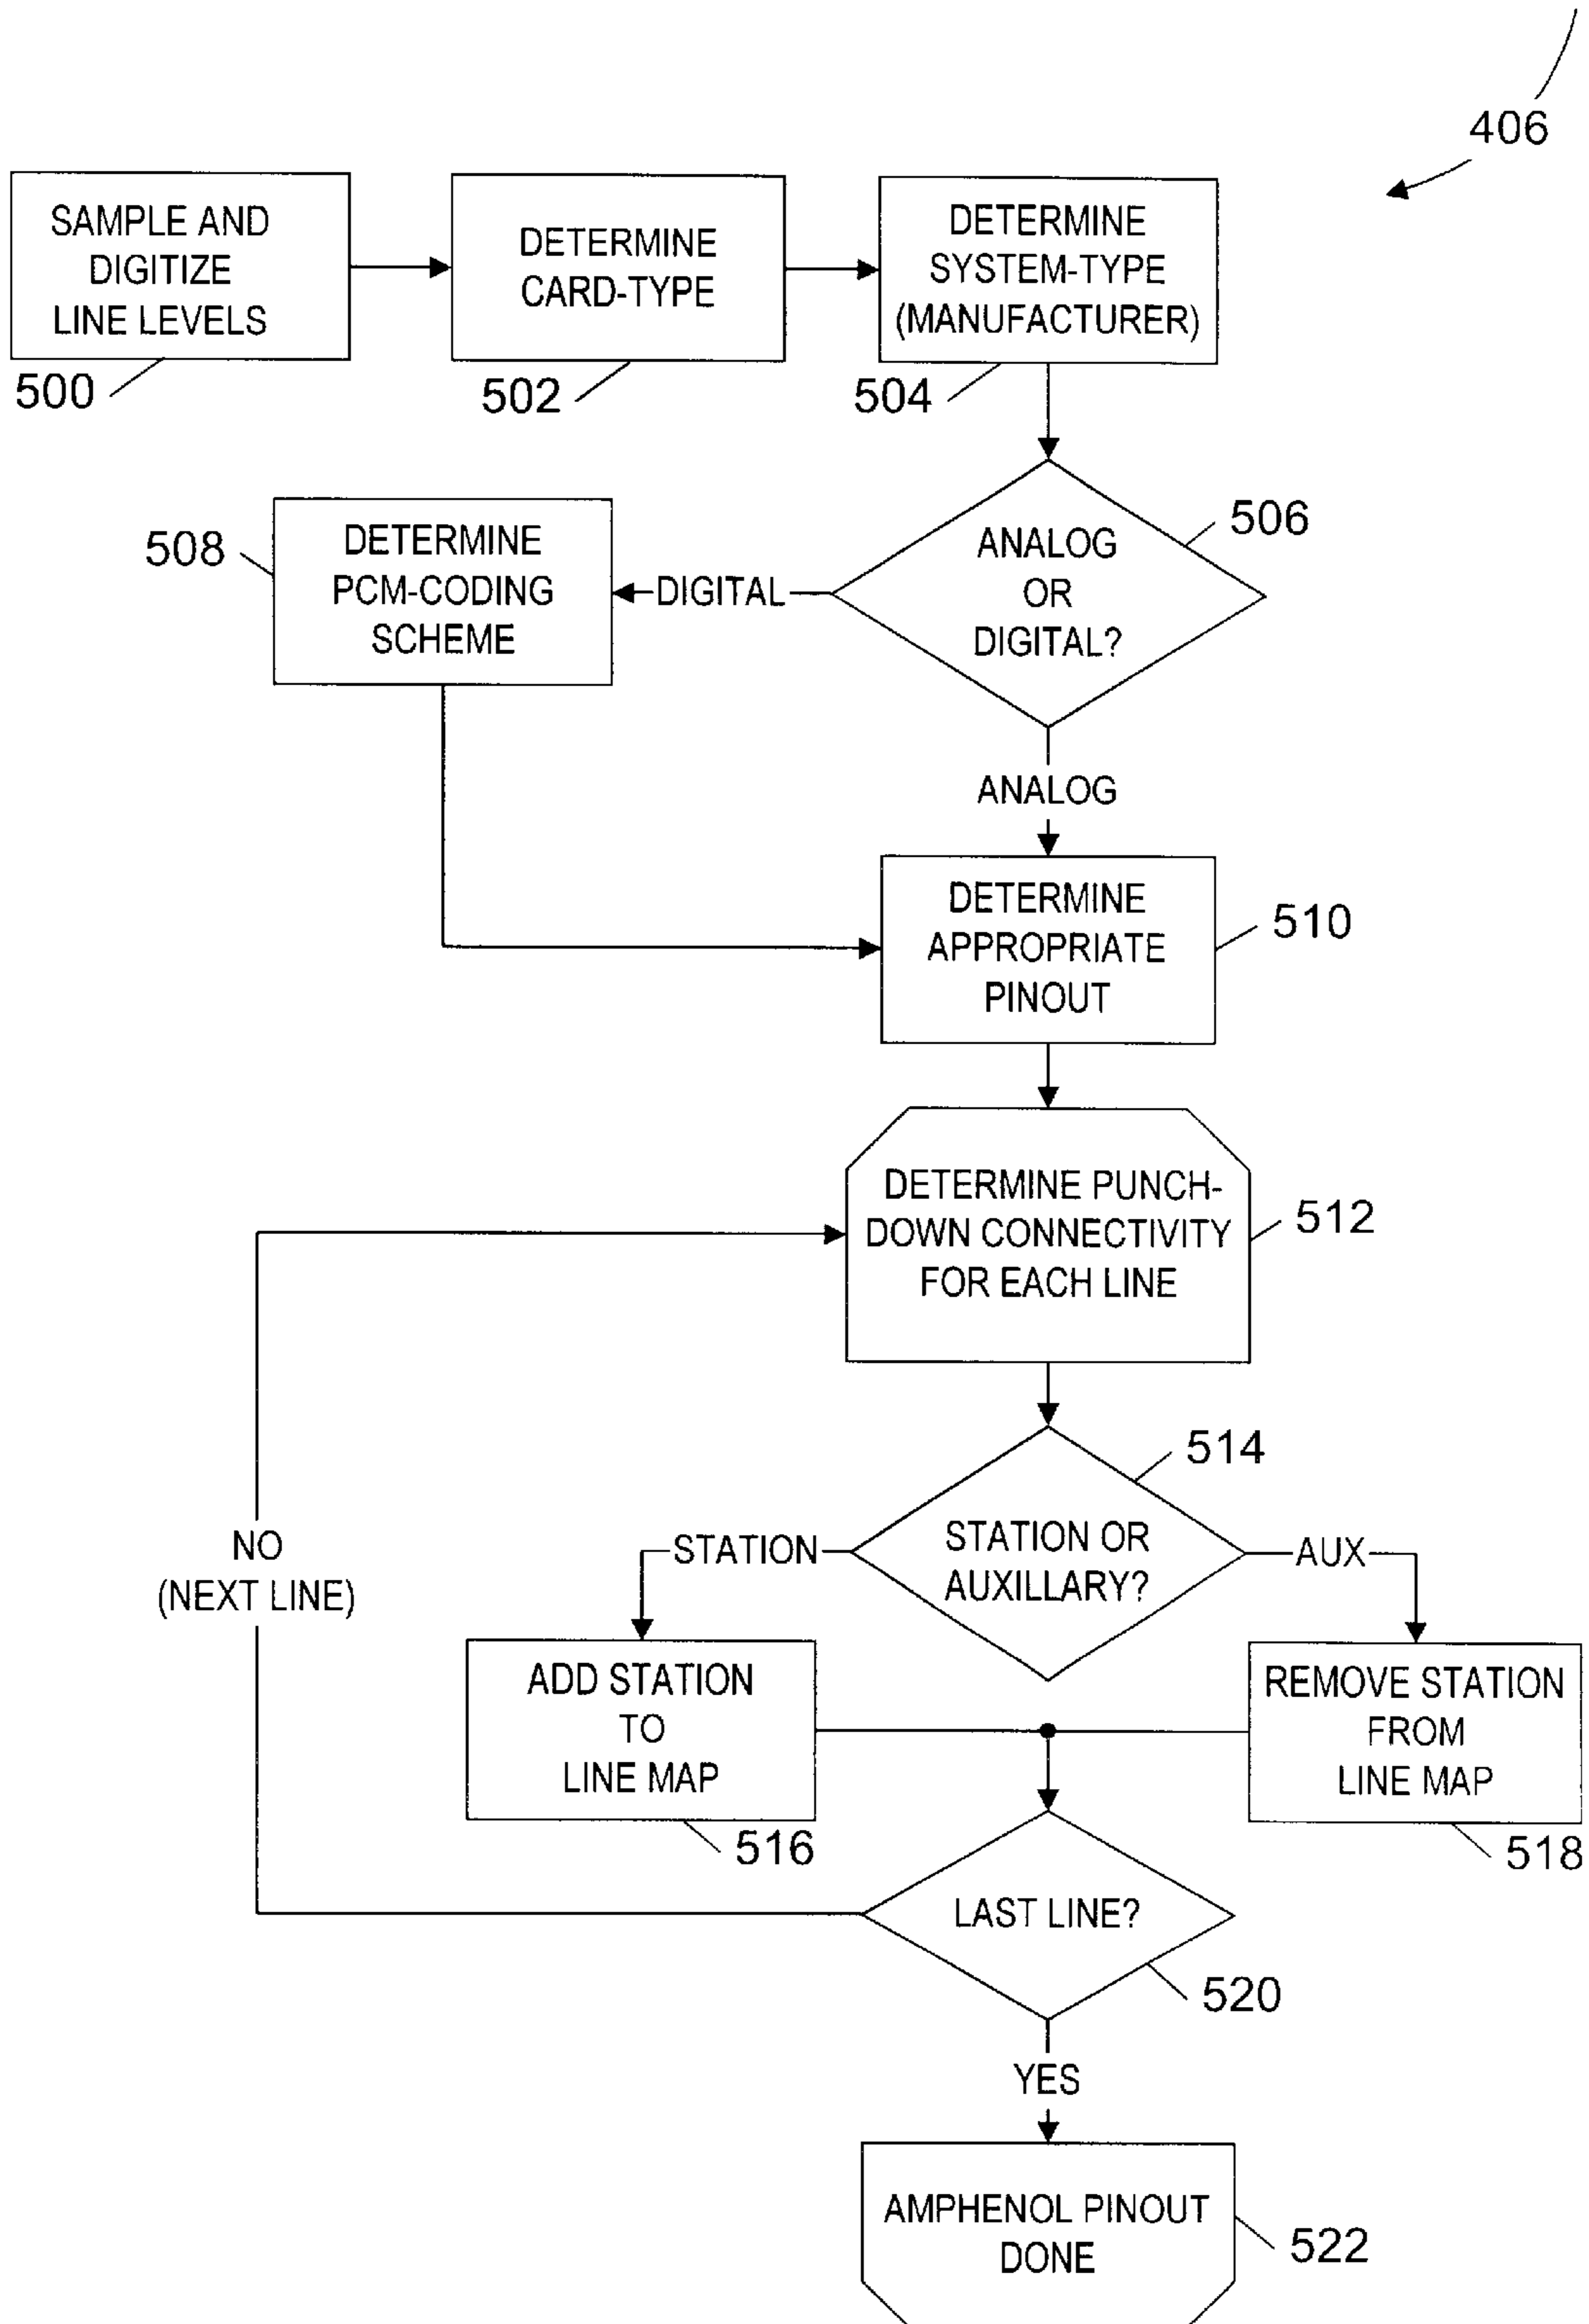 406
SAMPLE AND
DIGITIZE
LINE LEVELS
500
DETERMINE
CARD-TYPE
502
DETERMINE
SYSTEM-TYPE
(MANUFACTURER)
504
ANALOG
OR
DIGITAL?
506
DIGITAL
DETERMINE
PCM-CODING
SCHEME
508
ANALOG
DETERMINE
APPROPRIATE
PINOUT
510
DETERMINE PUNCH-
DOWN CONNECTIVITY
FOR EACH LINE
512
STATION OR
AUXILLARY?
514
STATION
AUX
ADD STATION
TO
LINE MAP
516
REMOVE STATION
FROM
LINE MAP
518
LAST LINE?
520
NO
(NEXT LINE)
YES
AMPHENOL PINOUT
DONE
522